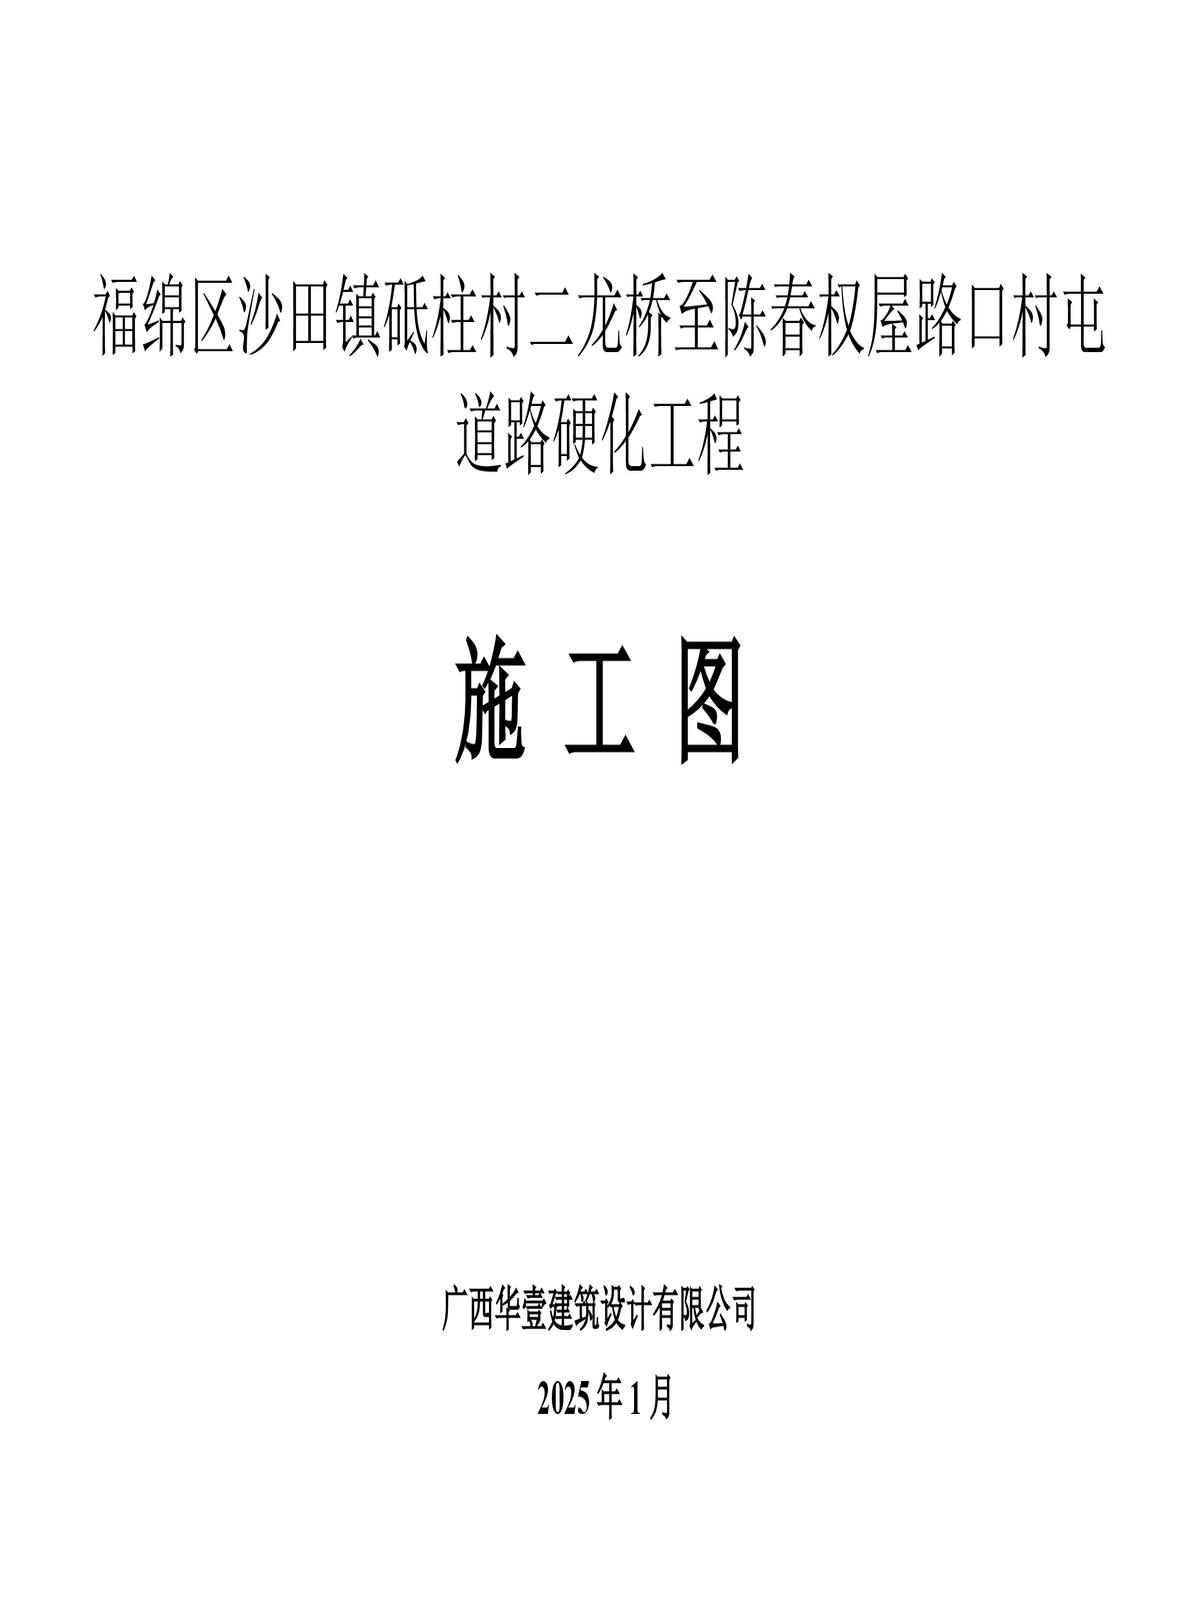 福绵区沙田镇砥柱村二龙桥至陈春权屋路口村屯
道路硬化工程
施工图
广西华壹建筑设计有限公司
2025年1月